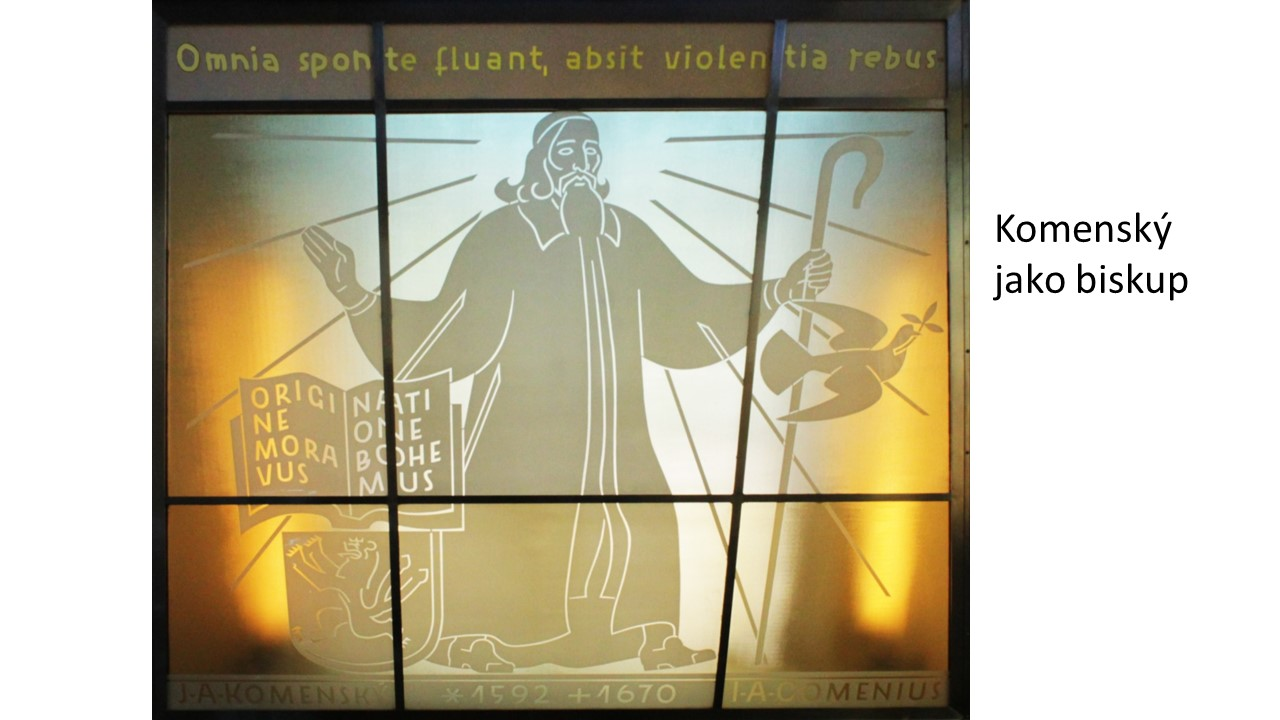 Omnia sponte fluant, absit violentia rebus
ORIGI
NE
MORA
VUS
NATI
ONE
BOHE
MUS
J·A·KOMENSKÝ *1592 +1670 I·A·COMENIUS
Komenský
jako biskup